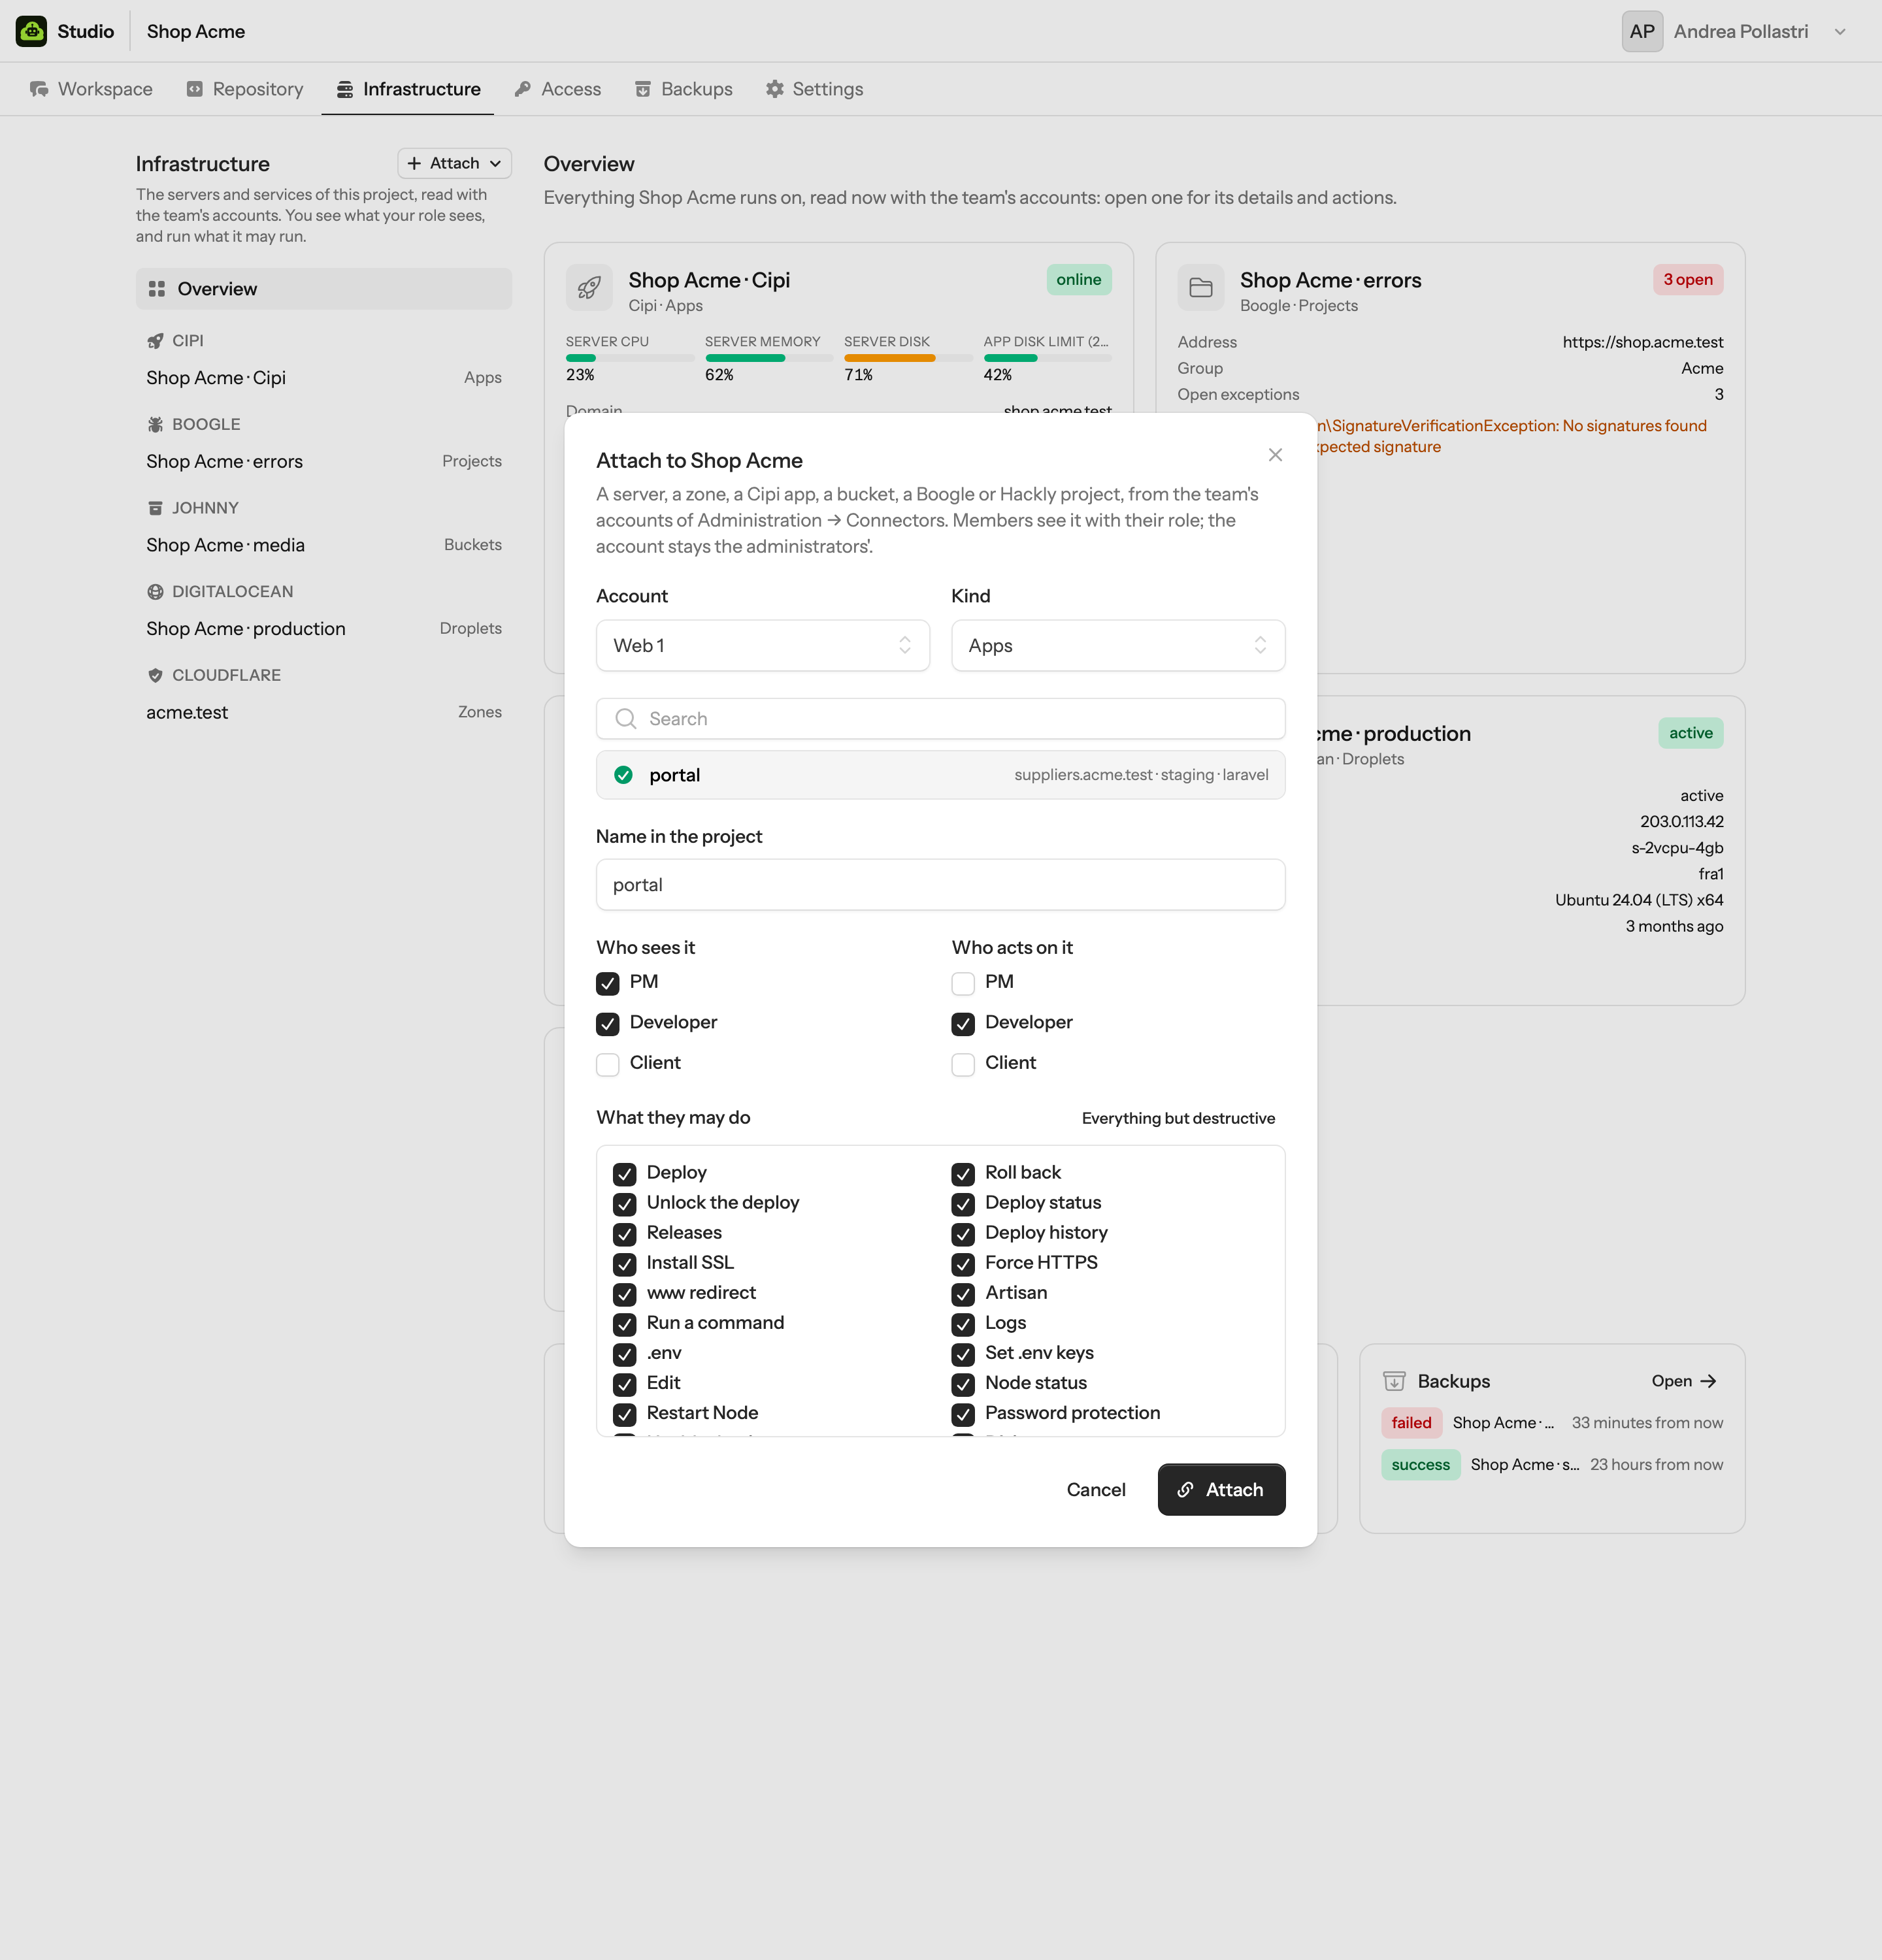 Studio
Shop Acme
AP
Andrea Pollastri
Workspace
Repository
Infrastructure
Access
Backups
Settings
Infrastructure
Attach
The servers and services of this project, read with
the team's accounts. You see what your role sees,
and run what it may run.
Overview
CIPI
Shop Acme · Cipi
Apps
BOOGLE
Shop Acme · errors
Projects
JOHNNY
Shop Acme · media
Buckets
DIGITALOCEAN
Shop Acme · production
Droplets
CLOUDFLARE
acme.test
Zones
Overview
Everything Shop Acme runs on, read now with the team's accounts: open one for its details and actions.
Shop Acme · Cipi
online
Cipi · Apps
SERVER CPU
SERVER MEMORY
SERVER DISK
APP DISK LIMIT (2...
23%
62%
71%
42%
Domain
shop.acme.test
Shop Acme · errors
3 open
Boogle · Projects
Address
https://shop.acme.test
Group
Acme
Open exceptions
3
n\SignatureVerificationException: No signatures found
xpected signature
Attach to Shop Acme
A server, a zone, a Cipi app, a bucket, a Boogle or Hackly project, from the team's
accounts of Administration → Connectors. Members see it with their role; the
account stays the administrators'.
Account
Kind
Web 1
Apps
Search
portal
suppliers.acme.test · staging · laravel
Name in the project
portal
Who sees it
Who acts on it
PM
PM
Developer
Developer
Client
Client
What they may do
Everything but destructive
Deploy
Roll back
Unlock the deploy
Deploy status
Releases
Deploy history
Install SSL
Force HTTPS
www redirect
Artisan
Run a command
Logs
.env
Set .env keys
Edit
Node status
Restart Node
Password protection
Cancel
Attach
cme · production
active
an · Droplets
active
203.0.113.42
s-2vcpu-4gb
fra1
Ubuntu 24.04 (LTS) x64
3 months ago
Backups
Open →
failed
Shop Acme · ...
33 minutes from now
success
Shop Acme · s...
23 hours from now